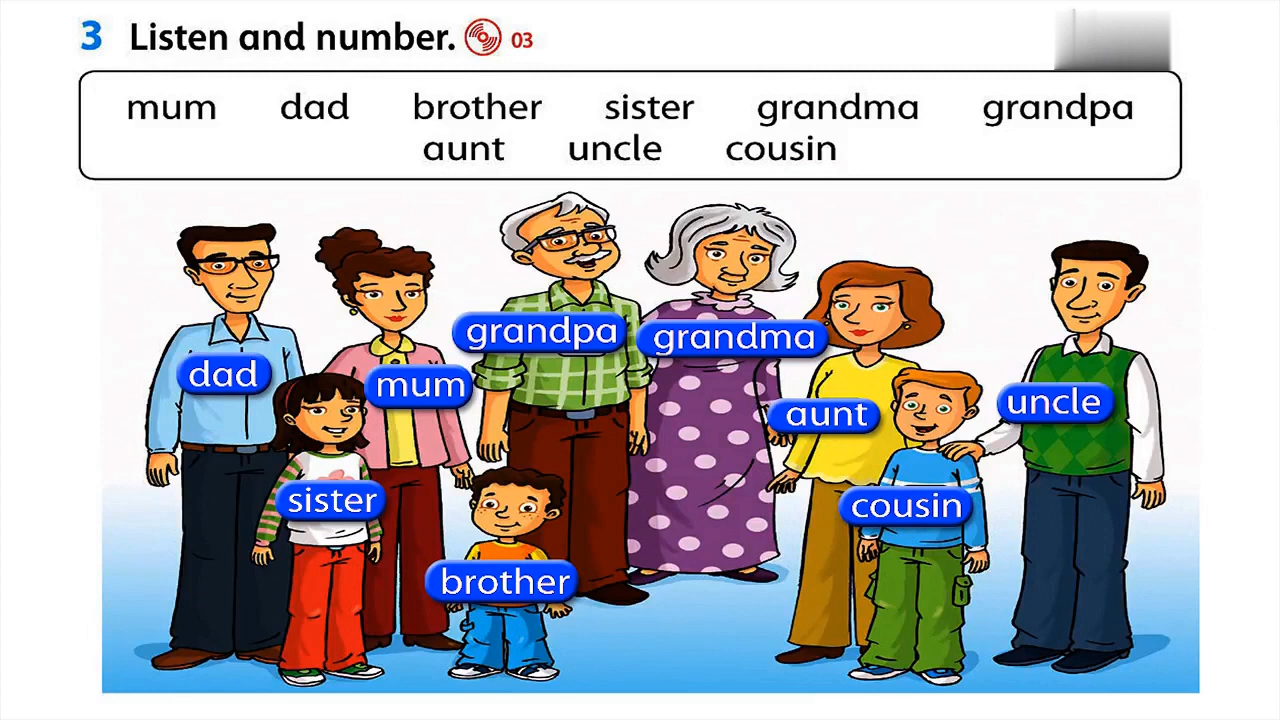 3 Listen and number. 03
mum dad brother sister grandma grandpa
aunt uncle cousin
grandpa grandma
dad mum aunt uncle
sister cousin
brother